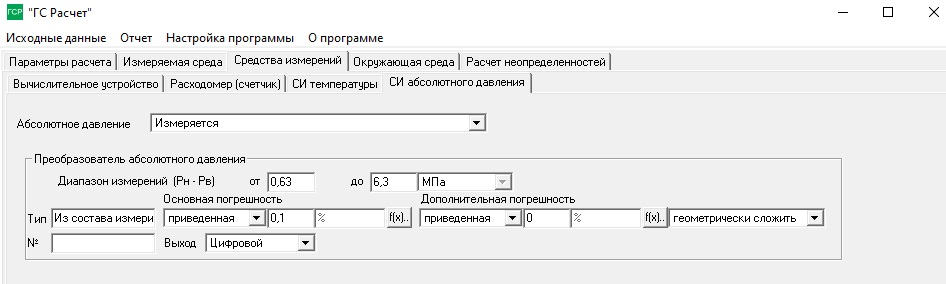 ГСР "ГС Расчет"
Исходные данные Отчет Настройка программы О программе
Параметры расчета Измеряемая среда Средства измерений Окружающая среда Расчет неопределенностей
Вычислительное устройство Расходомер (счетчик) СИ температуры СИ абсолютного давления
Абсолютное давление Измеряется
Преобразователь абсолютного давления
Диапазон измерений (Рн - Рв) от 0,63 до 6,3 МПа
Основная погрешность Дополнительная погрешность
Тип Из состава измери приведенная 0,1 % f(x).. приведенная 0 % f(x).. геометрически сложить
№ Выход Цифровой